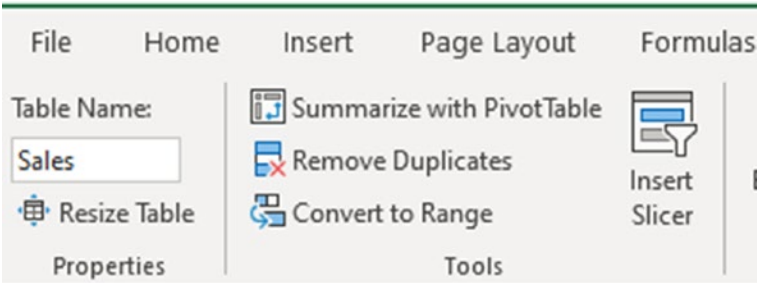 File Home Insert Page Layout Formulas
Table Name:
Sales
Resize Table
Properties
Summarize with PivotTable
Remove Duplicates
Convert to Range
Insert
Slicer
Tools